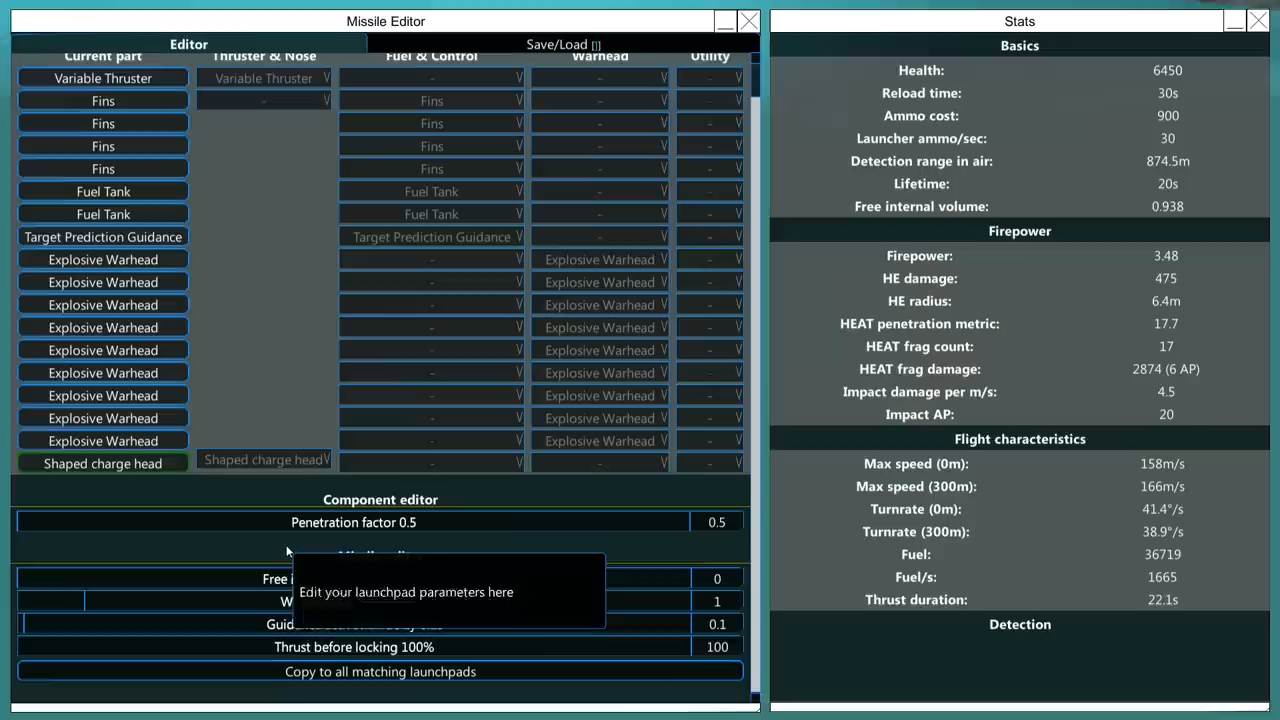 Missile Editor
Editor
Save/Load []]
Current part Thruster & Nose Fuel & Control Warhead Utility
Variable Thruster Variable Thruster V - V - V - V
Fins - V Fins V - V - V
Fins Fins V - V - V
Fins Fins V - V - V
Fins Fins V - V - V
Fuel Tank Fuel Tank V - V - V
Fuel Tank Fuel Tank V - V - V
Target Prediction Guidance Target Prediction Guidance V - V - V
Explosive Warhead - V Explosive Warhead V - V
Explosive Warhead - V Explosive Warhead V - V
Explosive Warhead - V Explosive Warhead V - V
Explosive Warhead - V Explosive Warhead V - V
Explosive Warhead - V Explosive Warhead V - V
Explosive Warhead - V Explosive Warhead V - V
Explosive Warhead - V Explosive Warhead V - V
Explosive Warhead - V Explosive Warhead V - V
Explosive Warhead - V Explosive Warhead V - V
Shaped charge head Shaped charge head V - V - V - V
Component editor
Penetration factor 0.5 0.5
Free 0
Edit your launchpad parameters here
W 1
0.1
Thrust before locking 100% 100
Copy to all matching launchpads
Stats
Basics
Health: 6450
Reload time: 30s
Ammo cost: 900
Launcher ammo/sec: 30
Detection range in air: 874.5m
Lifetime: 20s
Free internal volume: 0.938
Firepower
Firepower: 3.48
HE damage: 475
HE radius: 6.4m
HEAT penetration metric: 17.7
HEAT frag count: 17
HEAT frag damage: 2874 (6 AP)
Impact damage per m/s: 4.5
Impact AP: 20
Flight characteristics
Max speed (0m): 158m/s
Max speed (300m): 166m/s
Turnrate (0m): 41.4°/s
Turnrate (300m): 38.9°/s
Fuel: 36719
Fuel/s: 1665
Thrust duration: 22.1s
Detection